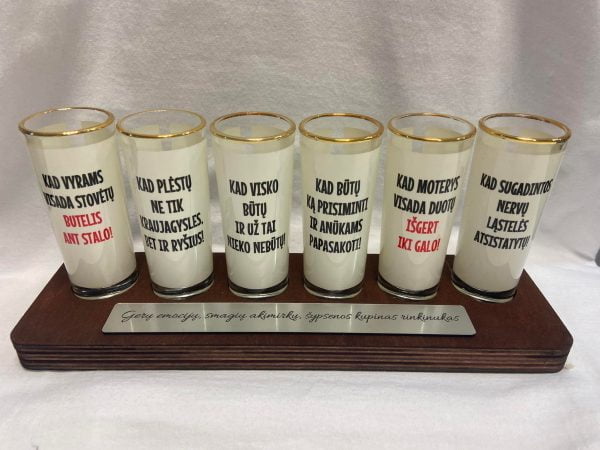 KAD VYRAMS
VISADA STOVĖTŲ
BUTELIS
ANT STALO!
KAD PLĖSTŲ
NE TIK
KRAUJAGYSLES,
BET IR RYŠIUS!
KAD VISKO
BŪTŲ
IR UŽ TAI
NIEKO NEBŪTŲ!
KAD BŪTŲ
KĄ PRISIMINTI
IR ANŪKAMS
PAPASAKOTI!
KAD MOTERYS
VISADA DUOTŲ
IŠGERT
IKI GALO!
KAD SUGADINTOS
NERVŲ
LĄSTELĖS
ATSISTATYTŲ!
Gerų emocijų, smagių akimirkų, šypsenos kupinas rinkinukas